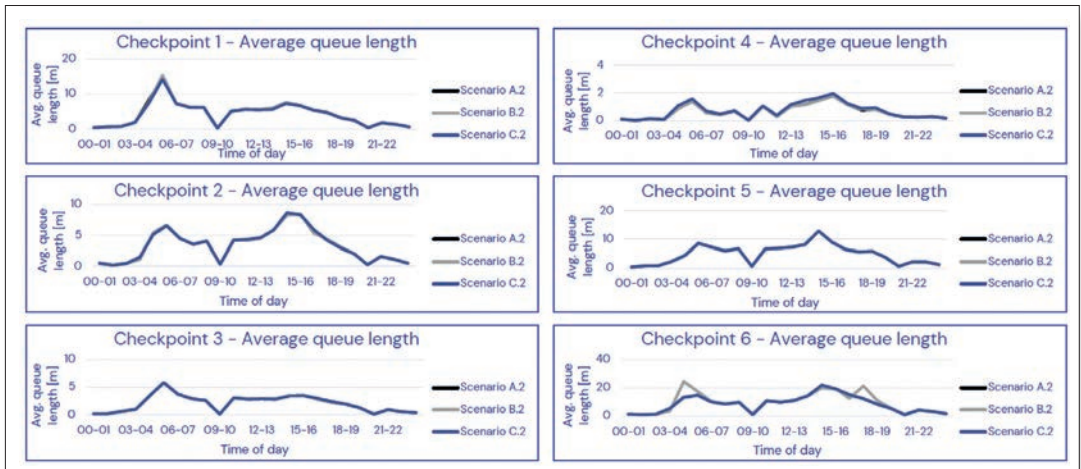 Checkpoint 1 - Average queue length
20
10
0
Avg. queue
length [m]
00-01 03-04 06-07 09-10 12-13 15-16 18-19 21-22
Time of day
Scenario A.2
Scenario B.2
Scenario C.2
Checkpoint 4 - Average queue length
4
2
0
Avg. queue
length [m]
00-01 03-04 06-07 09-10 12-13 15-16 18-19 21-22
Time of day
Scenario A.2
Scenario B.2
Scenario C.2
Checkpoint 2 - Average queue length
10
5
0
Avg. queue
length [m]
00-01 03-04 06-07 09-10 12-13 15-16 18-19 21-22
Time of day
Scenario A.2
Scenario B.2
Scenario C.2
Checkpoint 5 - Average queue length
20
10
0
Avg. queue
length [m]
00-01 03-04 06-07 09-10 12-13 15-16 18-19 21-22
Time of day
Scenario A.2
Scenario B.2
Scenario C.2
Checkpoint 3 - Average queue length
10
5
0
Avg. queue
length [m]
00-01 03-04 06-07 09-10 12-13 15-16 18-19 21-22
Time of day
Scenario A.2
Scenario B.2
Scenario C.2
Checkpoint 6 - Average queue length
40
20
0
Avg. queue
length [m]
00-01 03-04 06-07 09-10 12-13 15-16 18-19 21-22
Time of day
Scenario A.2
Scenario B.2
Scenario C.2